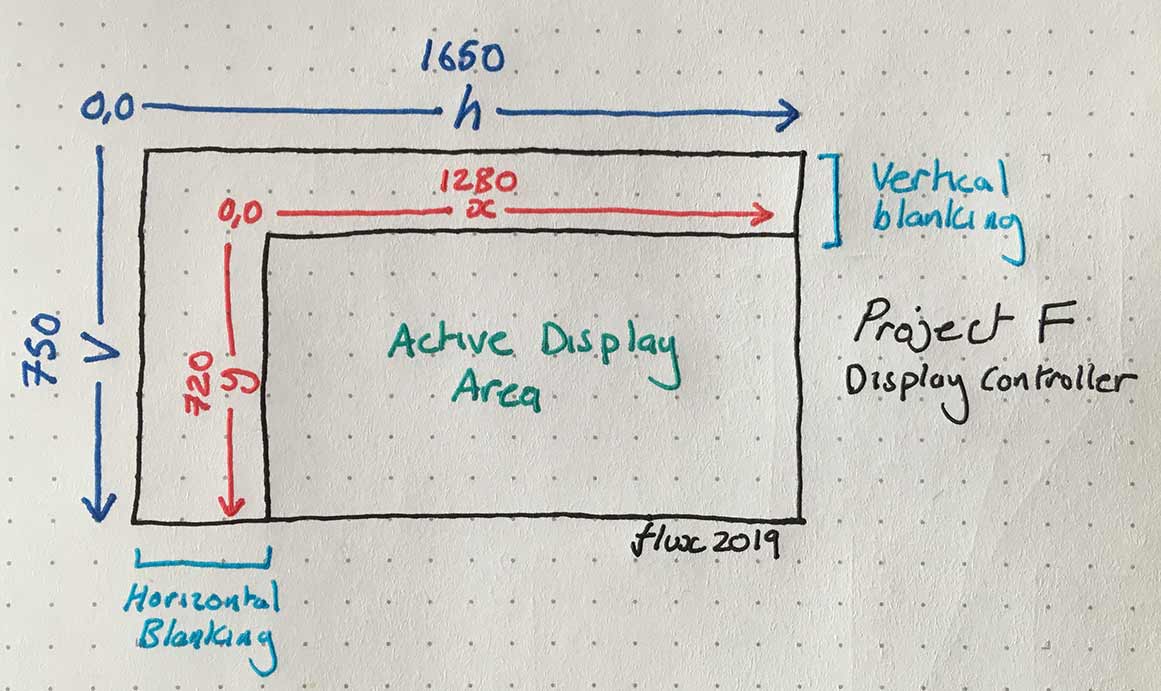 1650
0,0
h
1280
0,0
x
Vertical
blanking
750
V
720
y
Active Display
Area
Project F
Display Controller
flux 2019
Horizontal
Blanking